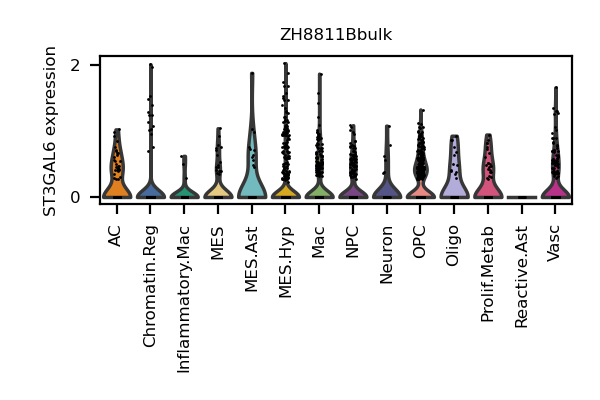 ZH8811Bbulk
ST3GAL6 expression
2
0
AC
Chromatin.Reg
Inflammatory.Mac
MES
MES.Ast
MES.Hyp
Mac
NPC
Neuron
OPC
Oligo
Prolif.Metab
Reactive.Ast
Vasc